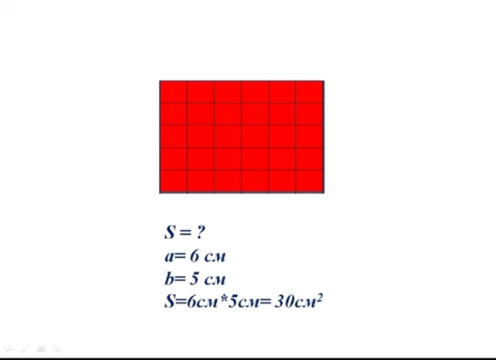 S = ?
a= 6 см
b= 5 см
S=6см*5см= 30см²